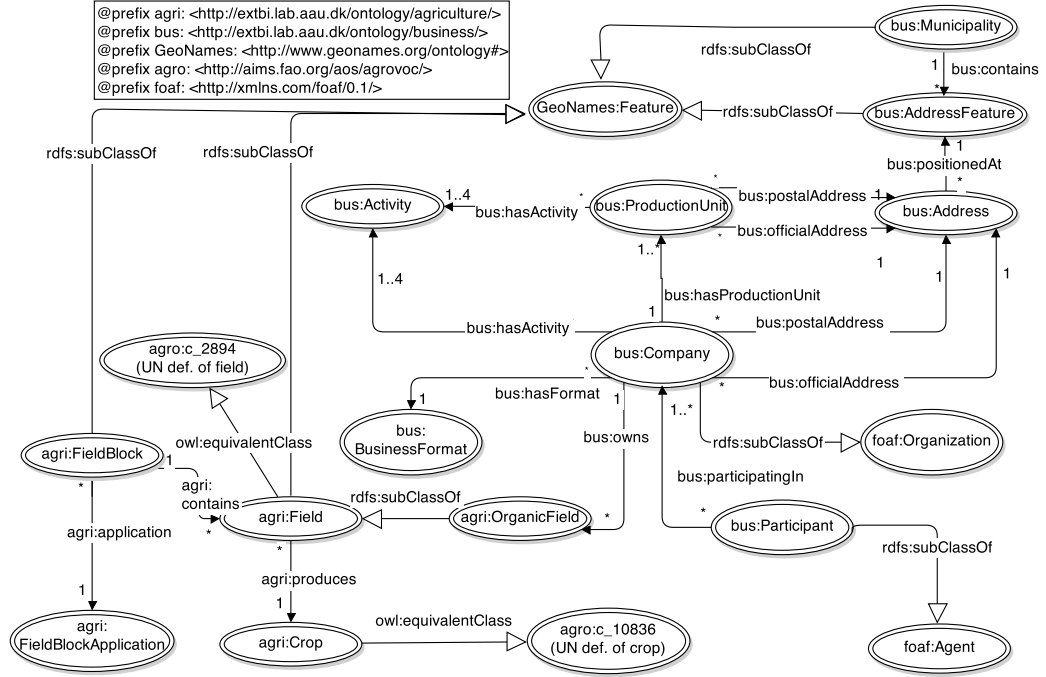 @prefix agri: <http://extbi.lab.aau.dk/ontology/agriculture/>
@prefix bus: <http://extbi.lab.aau.dk/ontology/business/>
@prefix GeoNames: <http://www.geonames.org/ontology#>
@prefix agro: <http://aims.fao.org/aos/agrovoc/>
@prefix foaf: <http://xmlns.com/foaf/0.1/>
bus:Municipality
rdfs:subClassOf
1
bus:contains
*
GeoNames:Feature
rdfs:subClassOf
bus:AddressFeature
rdfs:subClassOf
rdfs:subClassOf
1
bus:positionedAt
*
bus:Activity
1..4
bus:hasActivity
*
bus:ProductionUnit
*
bus:postalAddress
1
bus:Address
*
bus:officialAddress
1
1..4
1..*
1
1
bus:hasProductionUnit
1
bus:hasActivity
*
bus:postalAddress
agro:c_2894
(UN def. of field)
bus:Company
*
bus:officialAddress
*
bus:hasFormat
1
1
1..*
bus:
BusinessFormat
bus:owns
rdfs:subClassOf
foaf:Organization
owl:equivalentClass
agri:FieldBlock
1
*
agri:
contains
*
bus:participatingIn
*
rdfs:subClassOf
agri:Field
agri:OrganicField
*
bus:Participant
agri:application
*
rdfs:subClassOf
agri:produces
1
1
agri:
FieldBlockApplication
agri:Crop
owl:equivalentClass
agro:c_10836
(UN def. of crop)
foaf:Agent